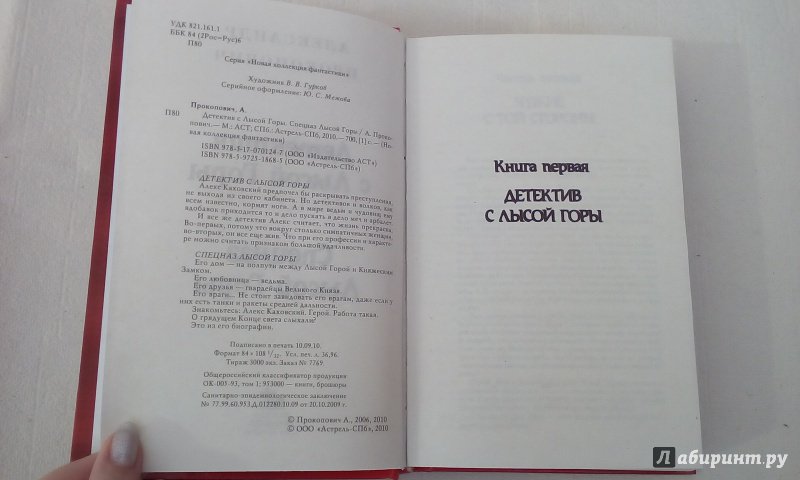 УДК 821.161.1
ББК 84 (2Рос=Рус)6
П80
Серия «Новая коллекция фантастики»
Художник В. В. Гурков
Серийное оформление: Ю. С. Межова
Прокопович, А.
П80 Детектив с Лысой Горы. Спецназ Лысой Горы / А. Прокопович.— М.: АСТ; СПб.: Астрель-СПб, 2010.—700, [1] с. — (Новая коллекция фантастики)
ISBN 978-5-17-070124-7 (ООО «Издательство АСТ»)
ISBN 978-5-9725-1868-5 (ООО «Астрель-СПб»)
ДЕТЕКТИВ С ЛЫСОЙ ГОРЫ
Алекс Каховский предпочел бы раскрывать преступления,
не выходя из своего кабинета. Но детективов и волков, как
всем известно, кормят ноги. А в мире ведьм и чудовищ ему
вдобавок приходится то и дело пускать в дело меч и арбалет.
И все же детектив Алекс считает, что жизнь прекрасна.
Во-первых, потому что вокруг столько симпатичных женщин,
во-вторых, он все еще жив. Что при его профессии и характере можно считать признаком большой удачливости.
СПЕЦНАЗ ЛЫСОЙ ГОРЫ
Его дом — на полпути между Лысой Горой и Княжеским
Замком.
Его любовница — ведьма.
Его друзья — гвардейцы Великого Князя.
Его враги... Не стоит завидовать его врагам, даже если у
них есть танки и ракеты средней дальности.
Знакомьтесь: Алекс Каховский. Герой. Работа такая.
О грядущем Конце света слыхали?
Это из его биографии.
Подписано в печать 10.09.10.
Формат 84 × 108 1/32. Усл. печ. л. 36,96.
Тираж 3000 экз. Заказ № 7769
Общероссийский классификатор продукции
ОК-005-93, том 1; 953000 — книги, брошюры
Санитарно-эпидемиологическое заключение
№ 77.99.60.953.Д.012280.10.09 от 20.10.2009 г.
© Прокопович А., 2006, 2010
© ООО «Астрель-СПб», 2010
Книга первая
ДЕТЕКТИВ
С ЛЫСОЙ ГОРЫ
Лабиринт.ру